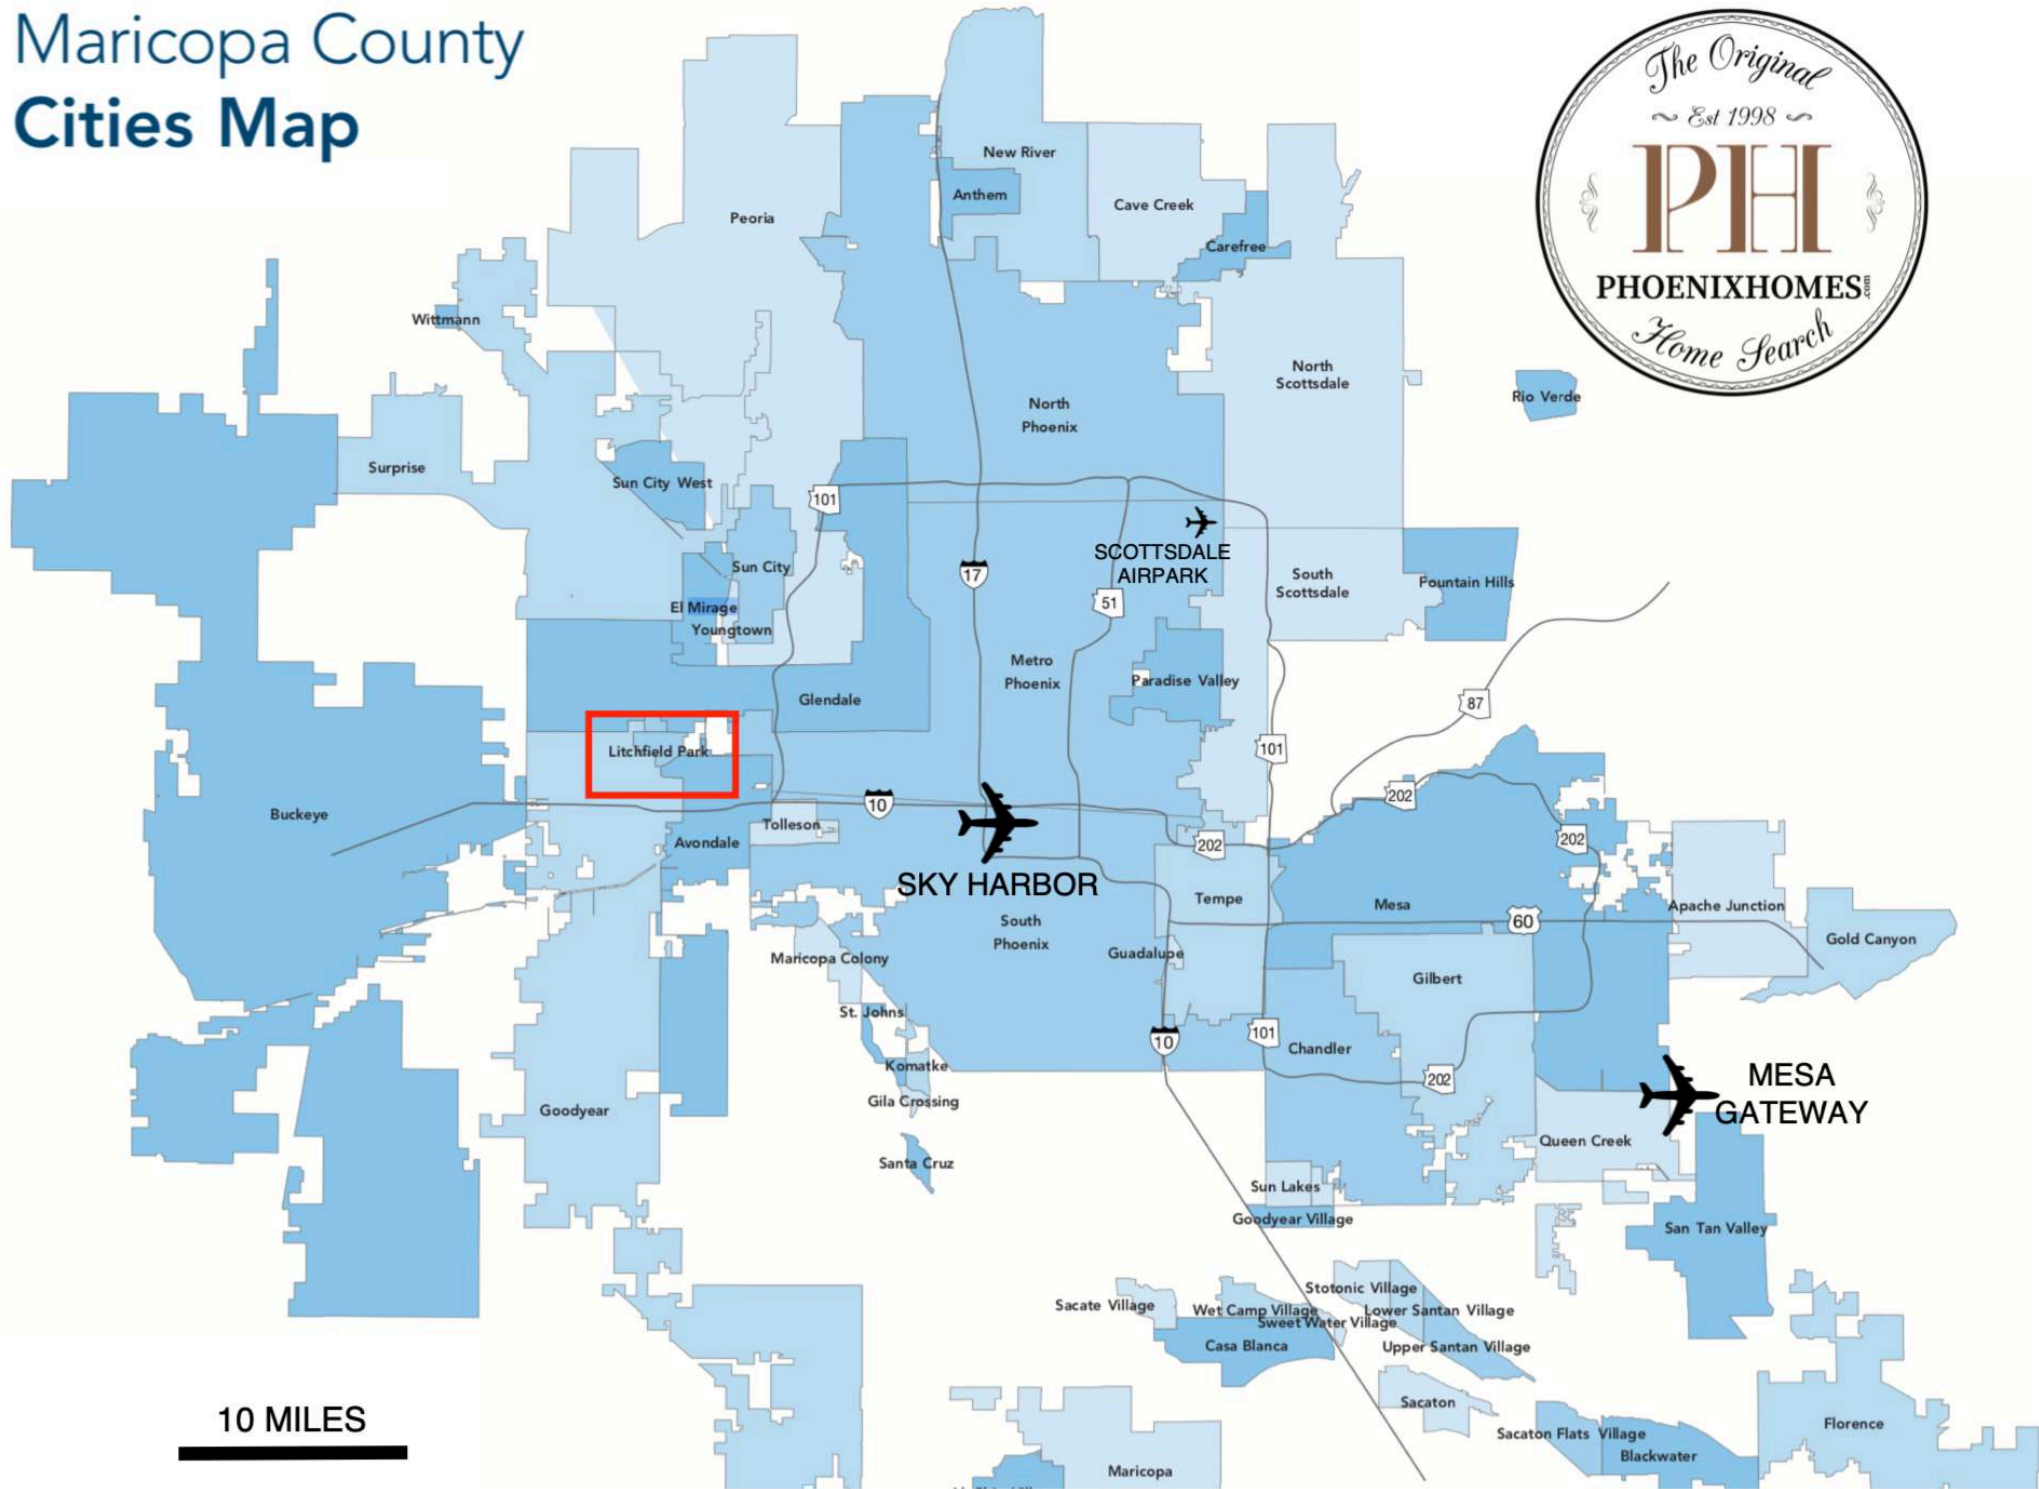 Maricopa County
Cities Map
The Original
Est 1998
PH
PHOENIXHOMES.com
Home Search
New River
Anthem
Cave Creek
Peoria
Carefree
Wittmann
North
Scottsdale
Rio Verde
North
Phoenix
Surprise
Sun City West
101
SCOTTSDALE
AIRPARK
17
Sun City
South
Scottsdale
Fountain Hills
51
El Mirage
Youngtown
Metro
Phoenix
Paradise Valley
Glendale
87
Litchfield Park
101
202
10
Buckeye
Tolleson
Avondale
202
202
SKY HARBOR
Tempe
Mesa
Apache Junction
60
South
Phoenix
Gold Canyon
Guadalupe
Maricopa Colony
Gilbert
St. Johns
101
10
Chandler
Komatke
202
MESA
GATEWAY
Gila Crossing
Goodyear
Queen Creek
Santa Cruz
Sun Lakes
Goodyear Village
San Tan Valley
Stotonic Village
Sacate Village
Wet Camp Village
Lower Santan Village
Sweet Water Village
Casa Blanca
Upper Santan Village
Sacaton
10 MILES
Florence
Sacaton Flats Village
Blackwater
Maricopa